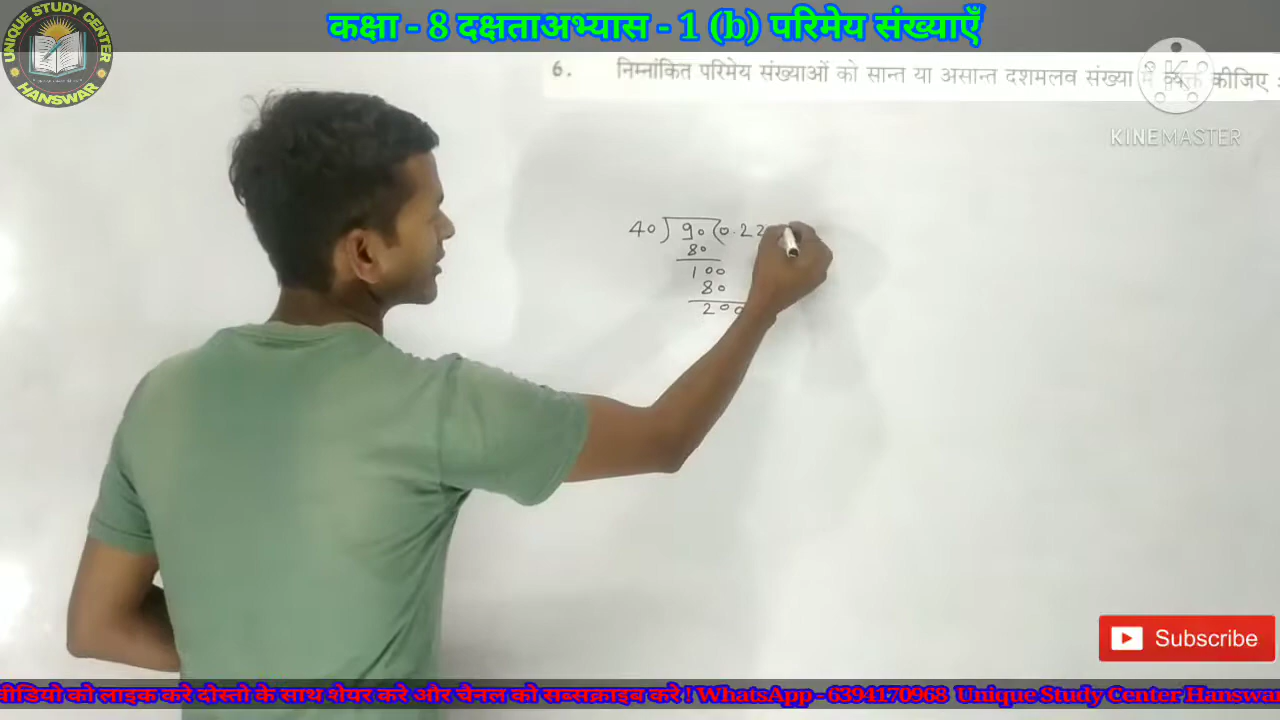 कक्षा - 8 दक्षताअभ्यास - 1 (b) परिमेय संख्याएँ
UNIQUE STUDY CENTER
HANSWAR
6. निम्नांकित परिमेय संख्याओं को सान्त या असान्त दशमलव संख्या में व्यक्त कीजिए :
KINEMASTER
40) 90 (0.22
80
100
80
200
Subscribe
वीडियो को लाइक करे दोस्तो के साथ शेयर करे और चैनल को सब्सक्राइब करे ! WhatsApp - 6394170968 Unique Study Center Hanswar